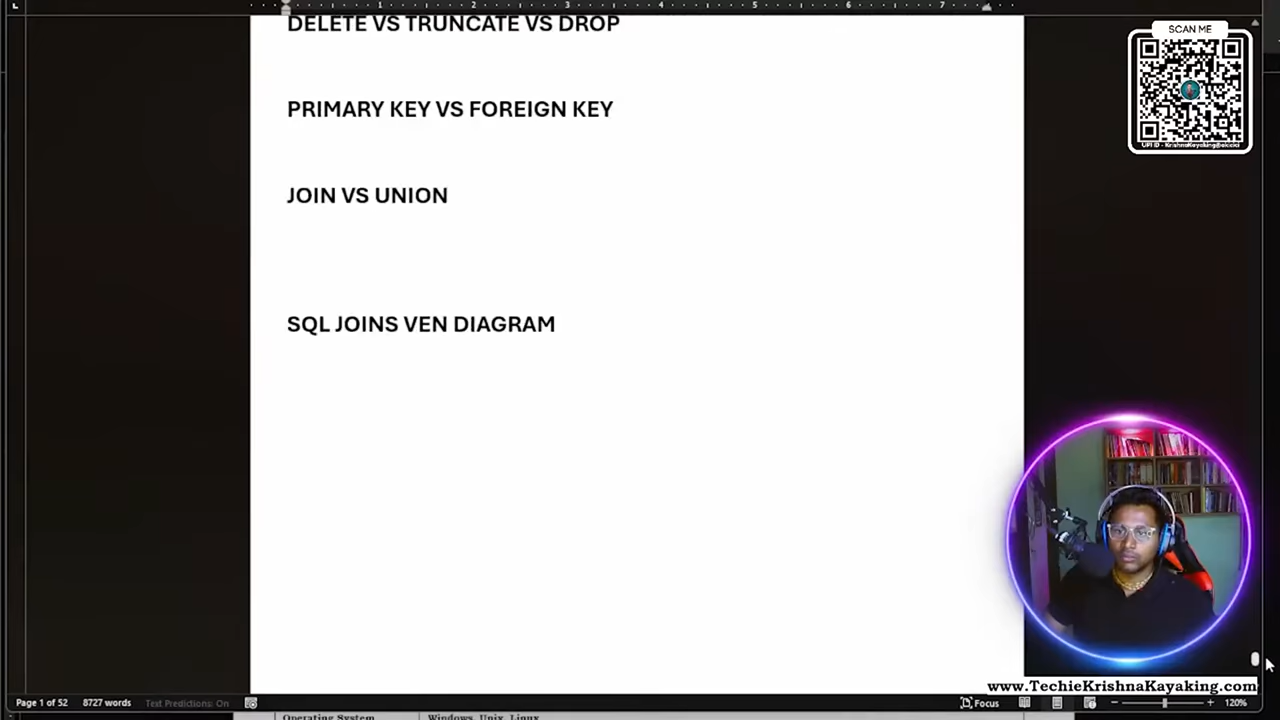 DELETE VS TRUNCATE VS DROP
SCAN ME
PRIMARY KEY VS FOREIGN KEY
JOIN VS UNION
SQL JOINS VEN DIAGRAM
www.TechieKrishnaKayaking.com
Page 1 of 52 8727 words Text Predictions: On Focus 120%
Operating System Windows, Unix, Linux